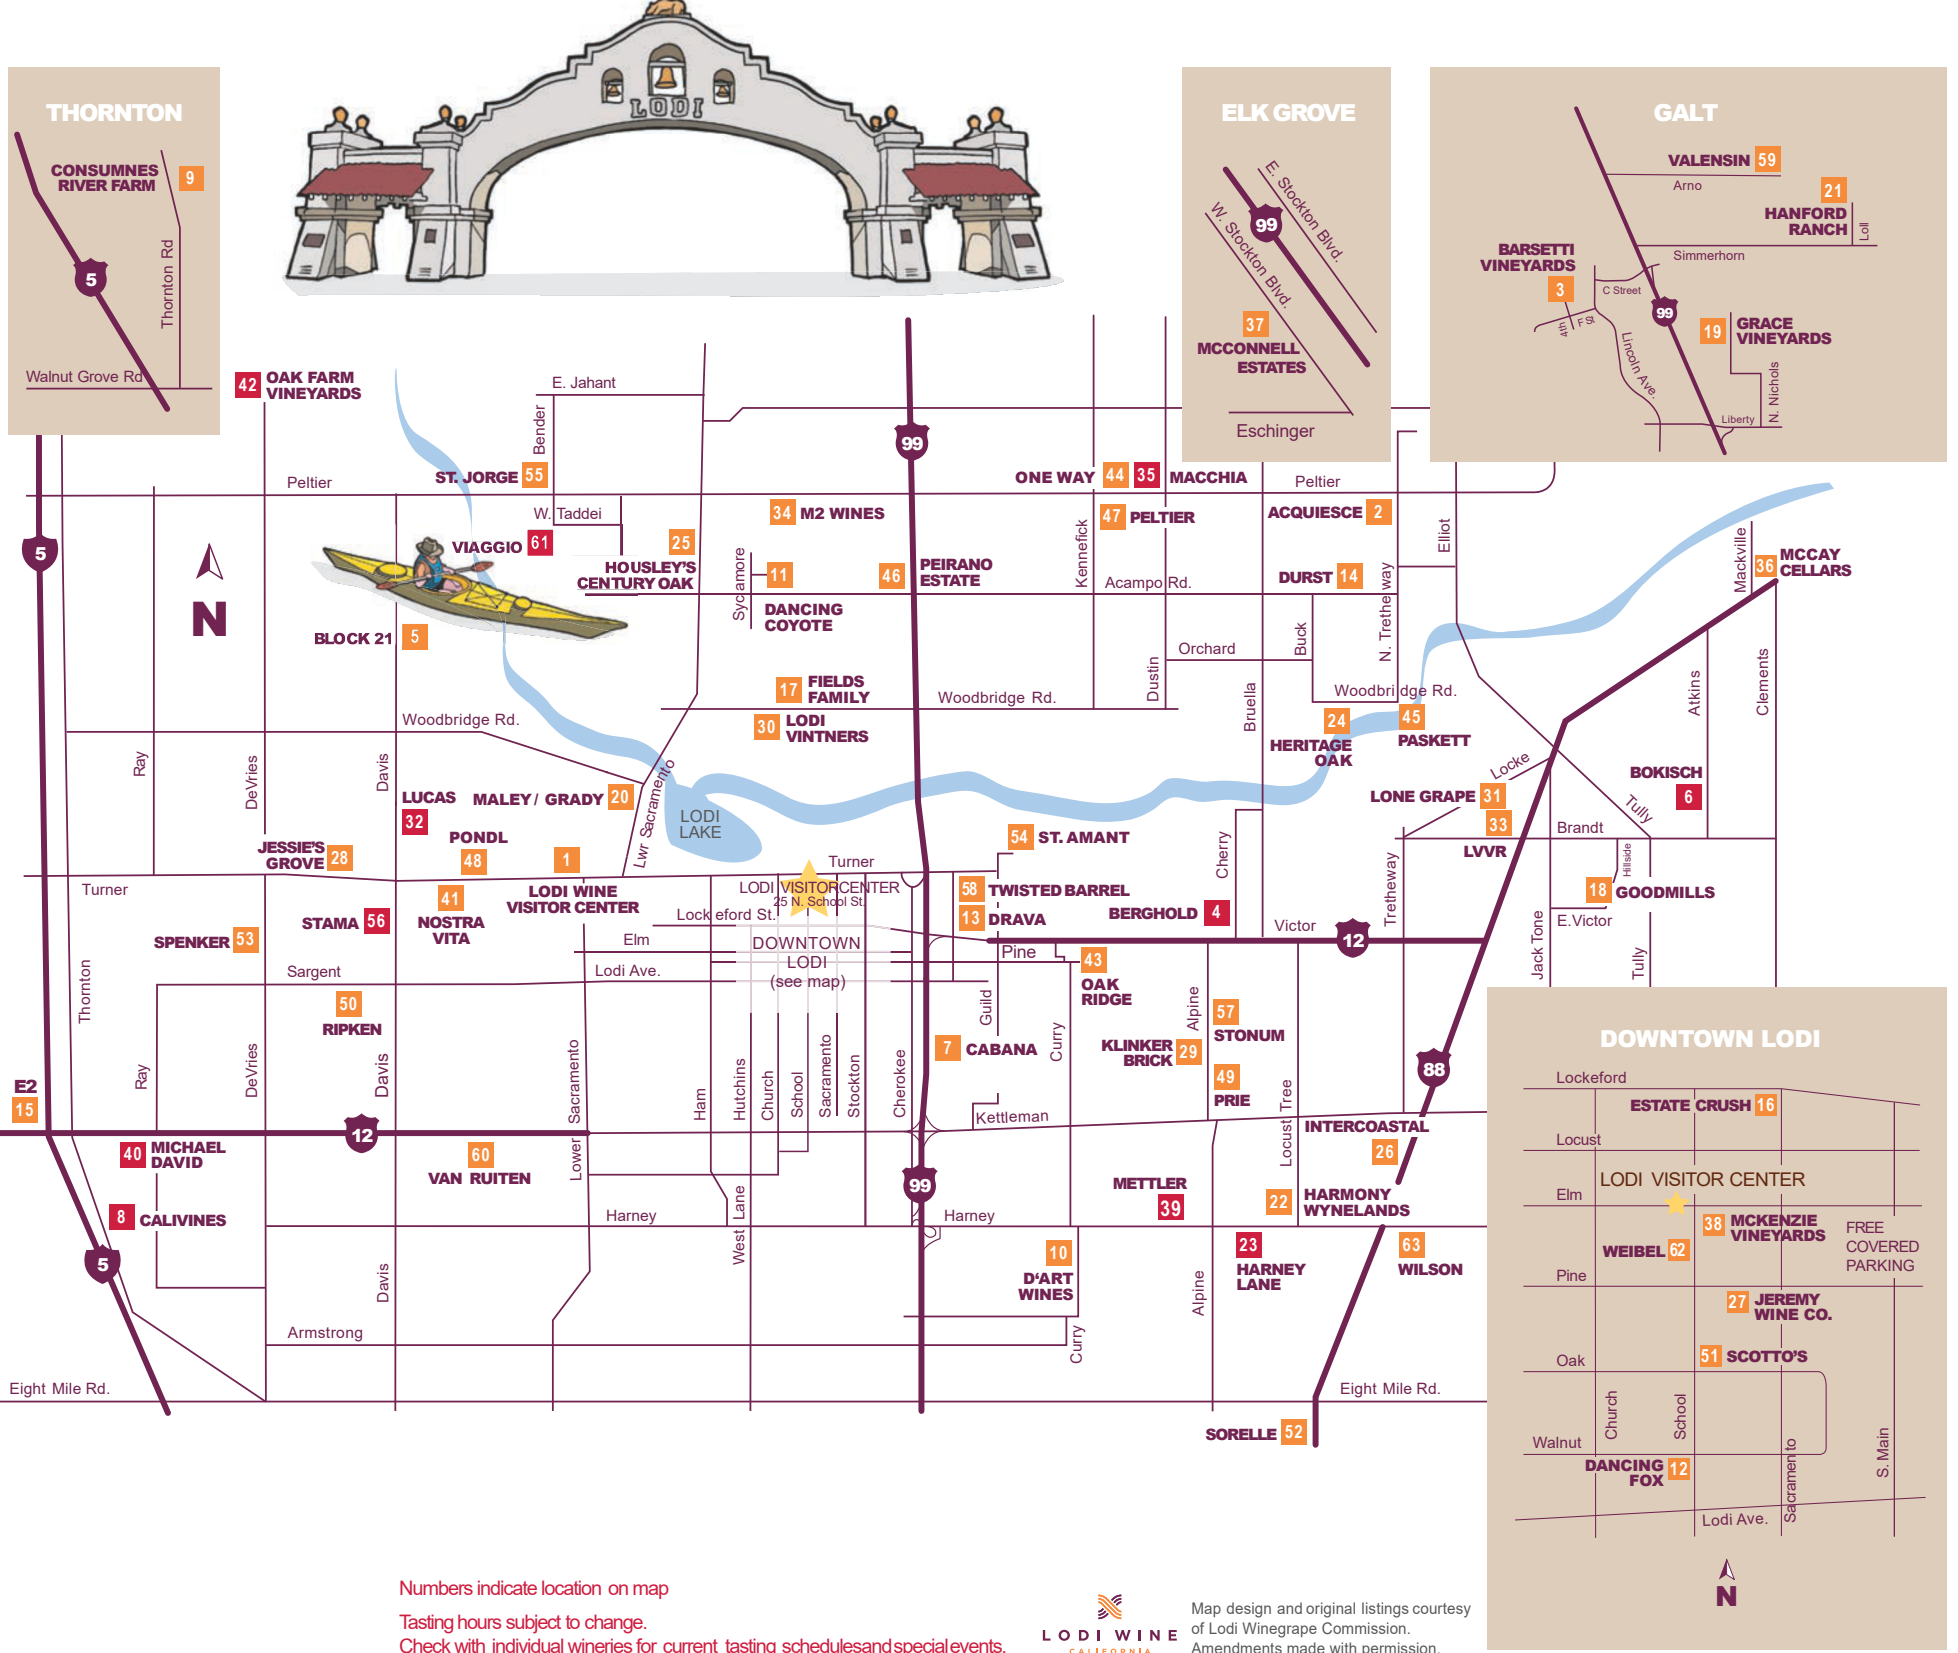 LODI
THORNTON
CONSUMNES
RIVER FARM
9
5
Thornton Rd
Walnut Grove Rd
ELK GROVE
E. Stockton Blvd.
99
W. Stockton Blvd.
37
MCCONNELL
ESTATES
Eschinger
GALT
VALENSIN 59
Arno
21
HANFORD
RANCH
Loll
Simmerhorn
BARSETTI
VINEYARDS
3
C Street
4th
F St
99
Lincoln Ave.
19 GRACE
VINEYARDS
N. Nichols
Liberty
42 OAK FARM
VINEYARDS
E. Jahant
Bender
99
ST. JORGE 55
Peltier
ONE WAY 44 35 MACCHIA
Peltier
W. Taddei
34 M2 WINES
47 PELTIER
ACQUIESCE 2
Elliot
Kennefick
5
VIAGGIO 61
25
HOUSLEY'S
CENTURY OAK
Sycamore
11
DANCING
COYOTE
46 PEIRANO
ESTATE
Acampo Rd.
DURST 14
N. Tretheway
Mackville
36 MCCAY
CELLARS
N
BLOCK 21 5
Orchard
Buck
Dustin
17 FIELDS
FAMILY
Woodbridge Rd.
Woodbridge Rd.
Bruella
Atkins
Clements
30 LODI
VINTNERS
Woodbridge Rd.
24
HERITAGE
OAK
45
PASKETT
Ray
DeVries
Davis
Lwr Sacramento
Locke
BOKISCH
6
LUCAS
32
MALEY / GRADY 20
LODI
LAKE
LONE GRAPE 31
33
LVVR
Tully
Brandt
PONDL
48
1
LODI WINE
VISITOR CENTER
JESSIE'S
GROVE 28
54 ST. AMANT
Cherry
Hillside
Turner
Turner
LODI VISITOR CENTER
25 N. School St.
41
NOSTRA
VITA
58 TWISTED BARREL
13 DRAVA
BERGHOLD 4
Tretheway
18 GOODMILLS
E.Victor
STAMA 56
SPENKER 53
Lockeford St.
Elm
DOWNTOWN
LODI
(see map)
Lodi Ave.
Pine
Victor
12
Jack Tone
Tully
Sargent
Thornton
50
RIPKEN
43
OAK
RIDGE
Guild
Curry
Alpine
57
STONUM
7 CABANA
KLINKER
BRICK 29
49
PRIE
88
Ray
DeVries
Davis
Lower Sacramento
Ham
Hutchins
Church
School
Sacramento
Stockton
Cherokee
Kettleman
Locust Tree
INTERCOASTAL
26
E2
15
12
40 MICHAEL
DAVID
60
VAN RUITEN
99
METTLER
39
22 HARMONY
WYNELANDS
8 CALIVINES
Harney
West Lane
Harney
5
Davis
10
D'ART
WINES
23
HARNEY
LANE
63
WILSON
Alpine
Armstrong
Curry
Eight Mile Rd.
Eight Mile Rd.
SORELLE 52
DOWNTOWN LODI
Lockeford
ESTATE CRUSH 16
Locust
LODI VISITOR CENTER
Elm
38 MCKENZIE
VINEYARDS
FREE
COVERED
PARKING
WEIBEL 62
Pine
27 JEREMY
WINE CO.
51 SCOTTO'S
Oak
Church
School
Sacramento
S. Main
Walnut
DANCING
FOX 12
Lodi Ave.
N
Numbers indicate location on map
Tasting hours subject to change.
Check with individual wineries for current tasting schedules and special events.
LODI WINE
CALIFORNIA
Map design and original listings courtesy
of Lodi Winegrape Commission.
Amendments made with permission.